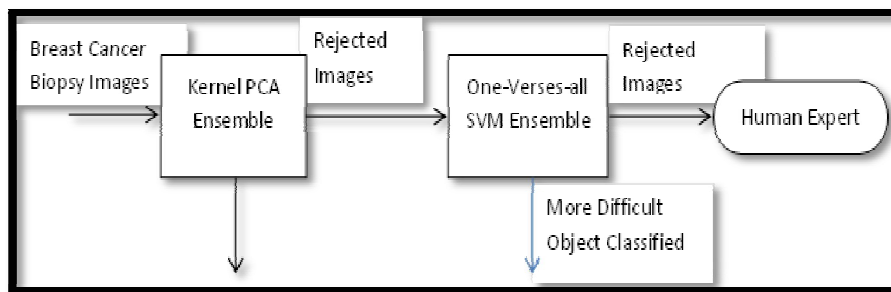 Breast Cancer
Biopsy Images
Kernel PCA
Ensemble
Rejected
Images
One-Verses-all
SVM Ensemble
Rejected
Images
Human Expert
More Difficult
Object Classified